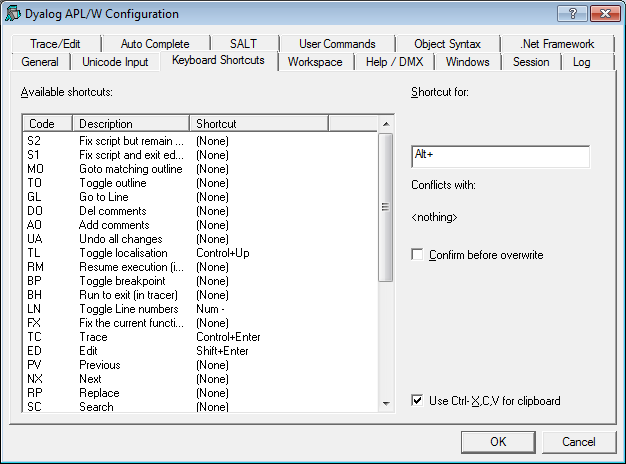 Dyalog APL/W Configuration
Trace/Edit Auto Complete SALT User Commands Object Syntax .Net Framework
General Unicode Input Keyboard Shortcuts Workspace Help / DMX Windows Session Log
Available shortcuts:
Shortcut for:
Code Description Shortcut
S2 Fix script but remain ... (None)
S1 Fix script and exit ed... (None)
MO Goto matching outline (None)
TO Toggle outline (None)
GL Go to Line (None)
DO Del comments (None)
AO Add comments (None)
UA Undo all changes (None)
TL Toggle localisation Control+Up
RM Resume execution (i... (None)
BP Toggle breakpoint (None)
BH Run to exit (in tracer) (None)
LN Toggle Line numbers Num -
FX Fix the current functi... (None)
TC Trace Control+Enter
ED Edit Shift+Enter
PV Previous (None)
NX Next (None)
RP Replace (None)
SC Search (None)
Alt+
Conflicts with:
<nothing>
Confirm before overwrite
Use Ctrl- X,C,V for clipboard
OK Cancel